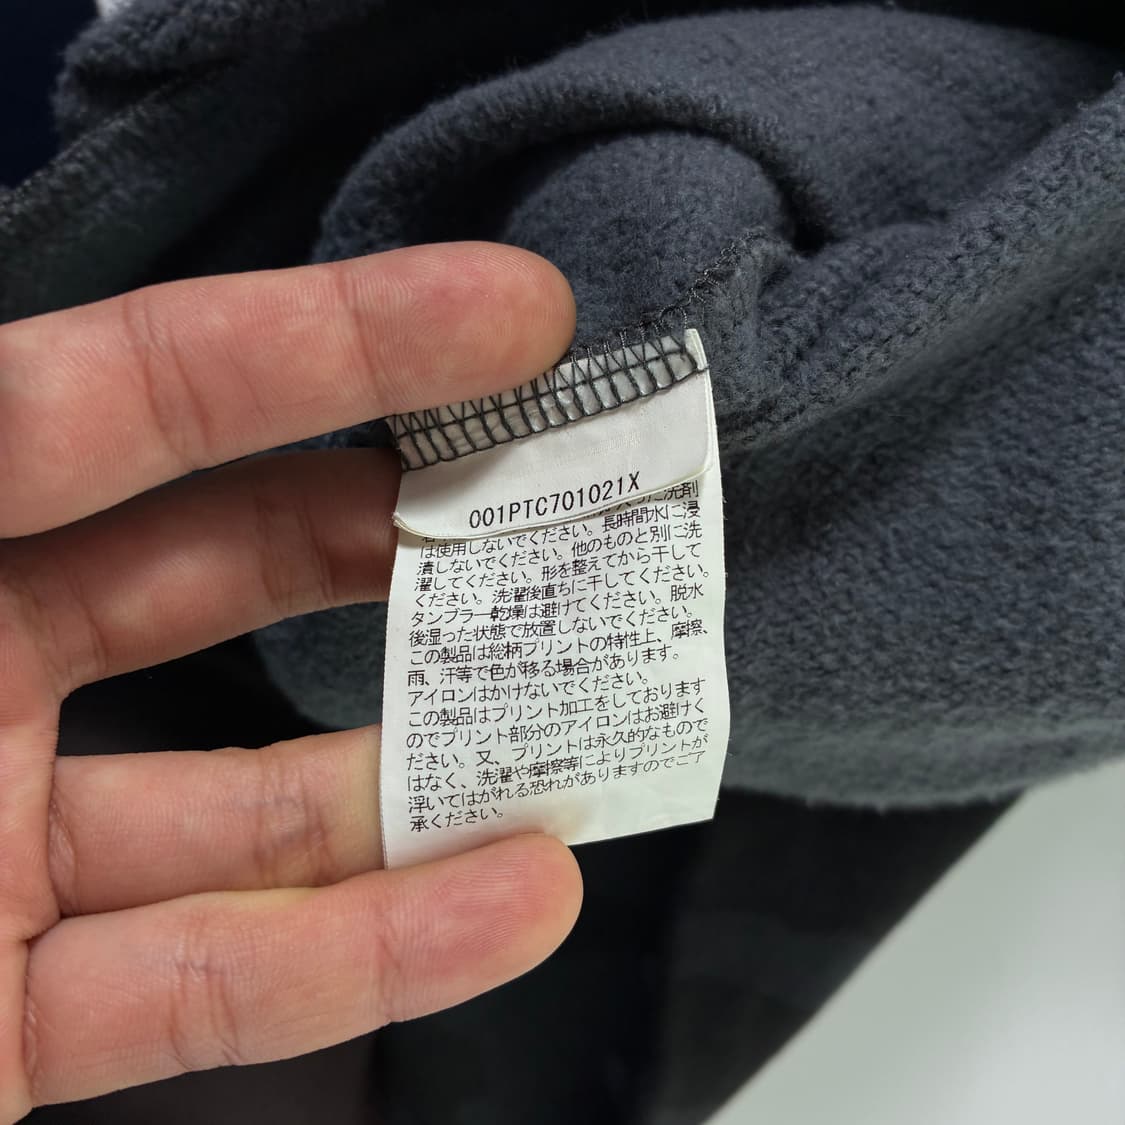 001PTC701021X
た洗剤
は使用しないでください。長時間水に浸
漬しないでください。他のものと別に洗
濯してください。形を整えてから干して
ください。洗濯後直ちに干してください。
タンブラー乾燥は避けてください。脱水
後湿った状態で放置しないでください。
この製品は総柄プリントの特性上、摩擦、
雨、汗等で色が移る場合があります。
アイロンはかけないでください。
この製品はプリント加工をしております
のでプリント部分のアイロンはお避けく
ださい。又、プリントは永久的なもので
はなく、洗濯や摩擦等によりプリントが
浮いてはがれる恐れがありますのでご了
承ください。